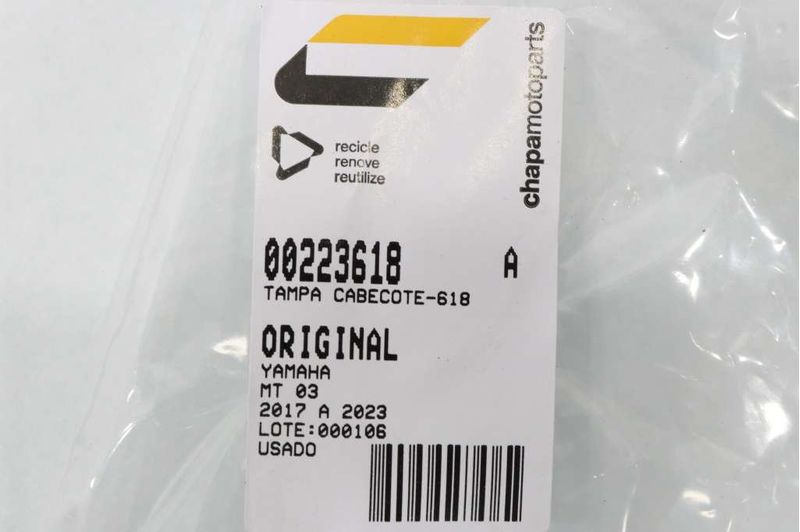 chapamotoparts
recicle
renove
reutilize
00223618 A
TAMPA CABECOTE-618
ORIGINAL
YAMAHA
MT 03
2017 A 2023
LOTE:000106
USADO